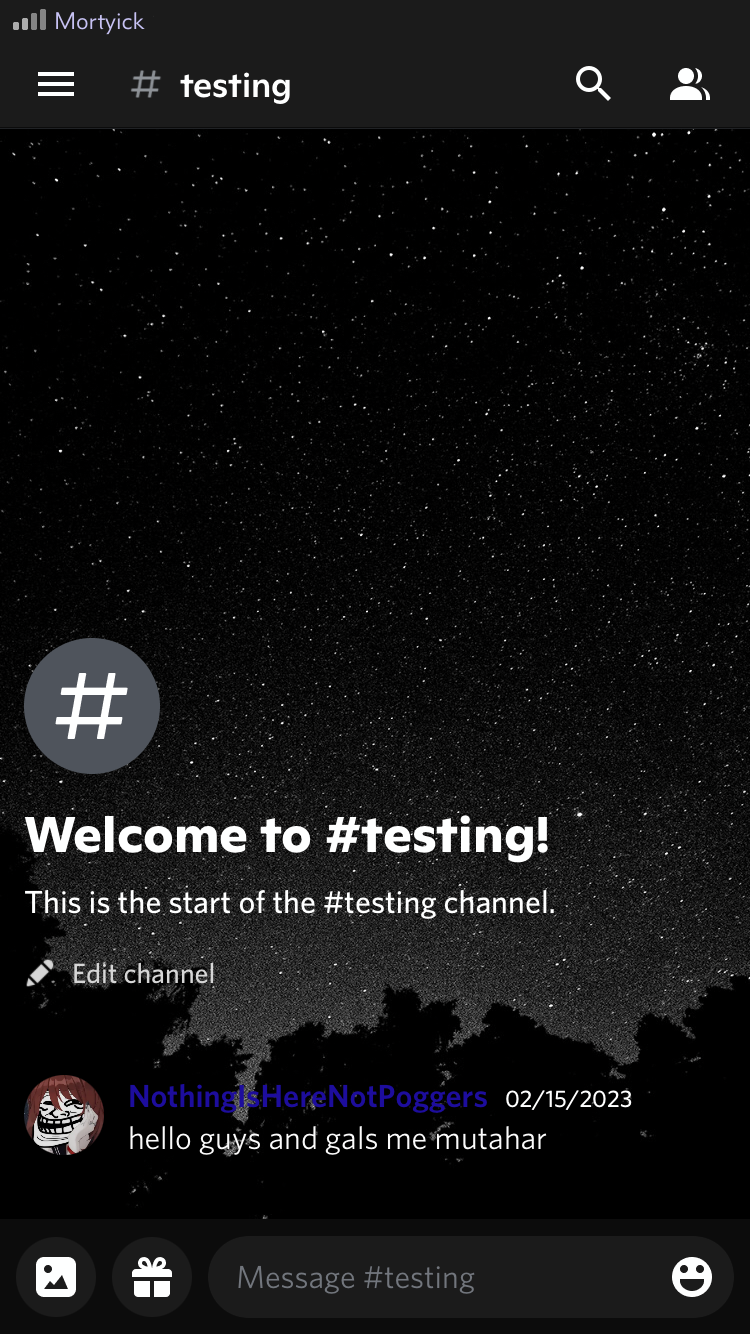 Mortyick
# testing
#
Welcome to #testing!
This is the start of the #testing channel.
Edit channel
NothingIsHereNotPoggers 02/15/2023
hello guys and gals me mutahar
Message #testing